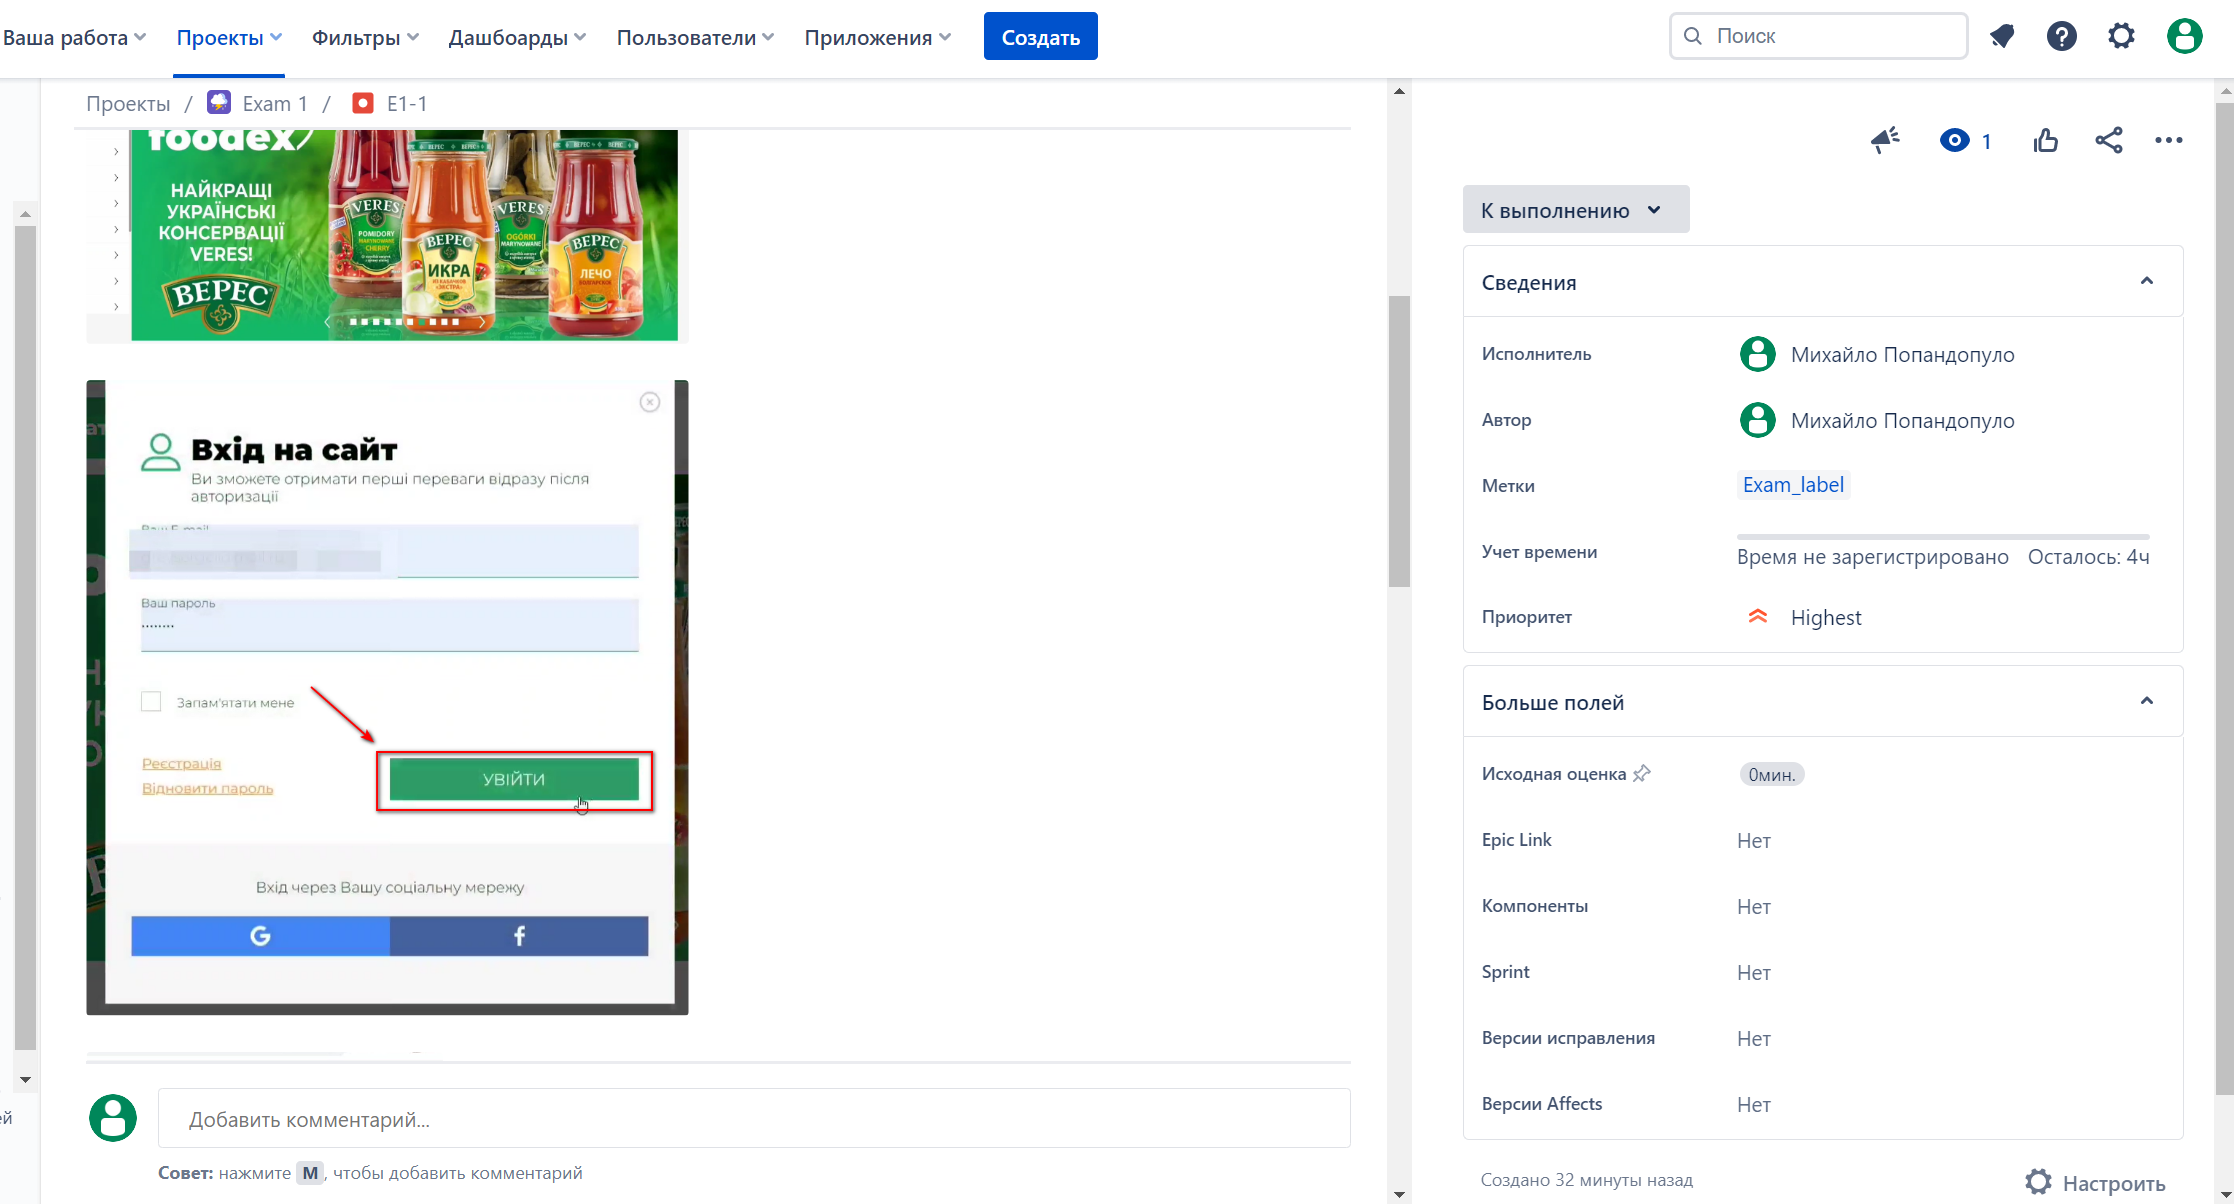 Ваша работа Проекты Фильтры Дашбоарды Пользователи Приложения Создать Поиск
Проекты / Exam 1 / E1-1
foodex
НАЙКРАЩІ
УКРАЇНСЬКІ
КОНСЕРВАЦІЇ
VERES!
ВЕРЕС
VERES
POMIDORY
MARYNOWANE
CHERRY
ВЕРЕС
ИКРА
VERES
OGÓRKI
MARYNOWANE
ВЕРЕС
ЛЕЧО
Вхід на сайт
Ви зможете отримати перші переваги відразу після
авторизації
Ваш E-mail
Ваш пароль
........
Запам'ятати мене
Реєстрація
Відновити пароль
УВІЙТИ
Вхід через Вашу соціальну мережу
G f
Добавить комментарий...
Совет: нажмите M, чтобы добавить комментарий
1
К выполнению
Сведения
Исполнитель Михайло Попандопуло
Автор Михайло Попандопуло
Метки Exam_label
Учет времени Время не зарегистрировано Осталось: 4ч
Приоритет Highest
Больше полей
Исходная оценка 0мин.
Epic Link Нет
Компоненты Нет
Sprint Нет
Версии исправления Нет
Версии Affects Нет
Создано 32 минуты назад Настроить